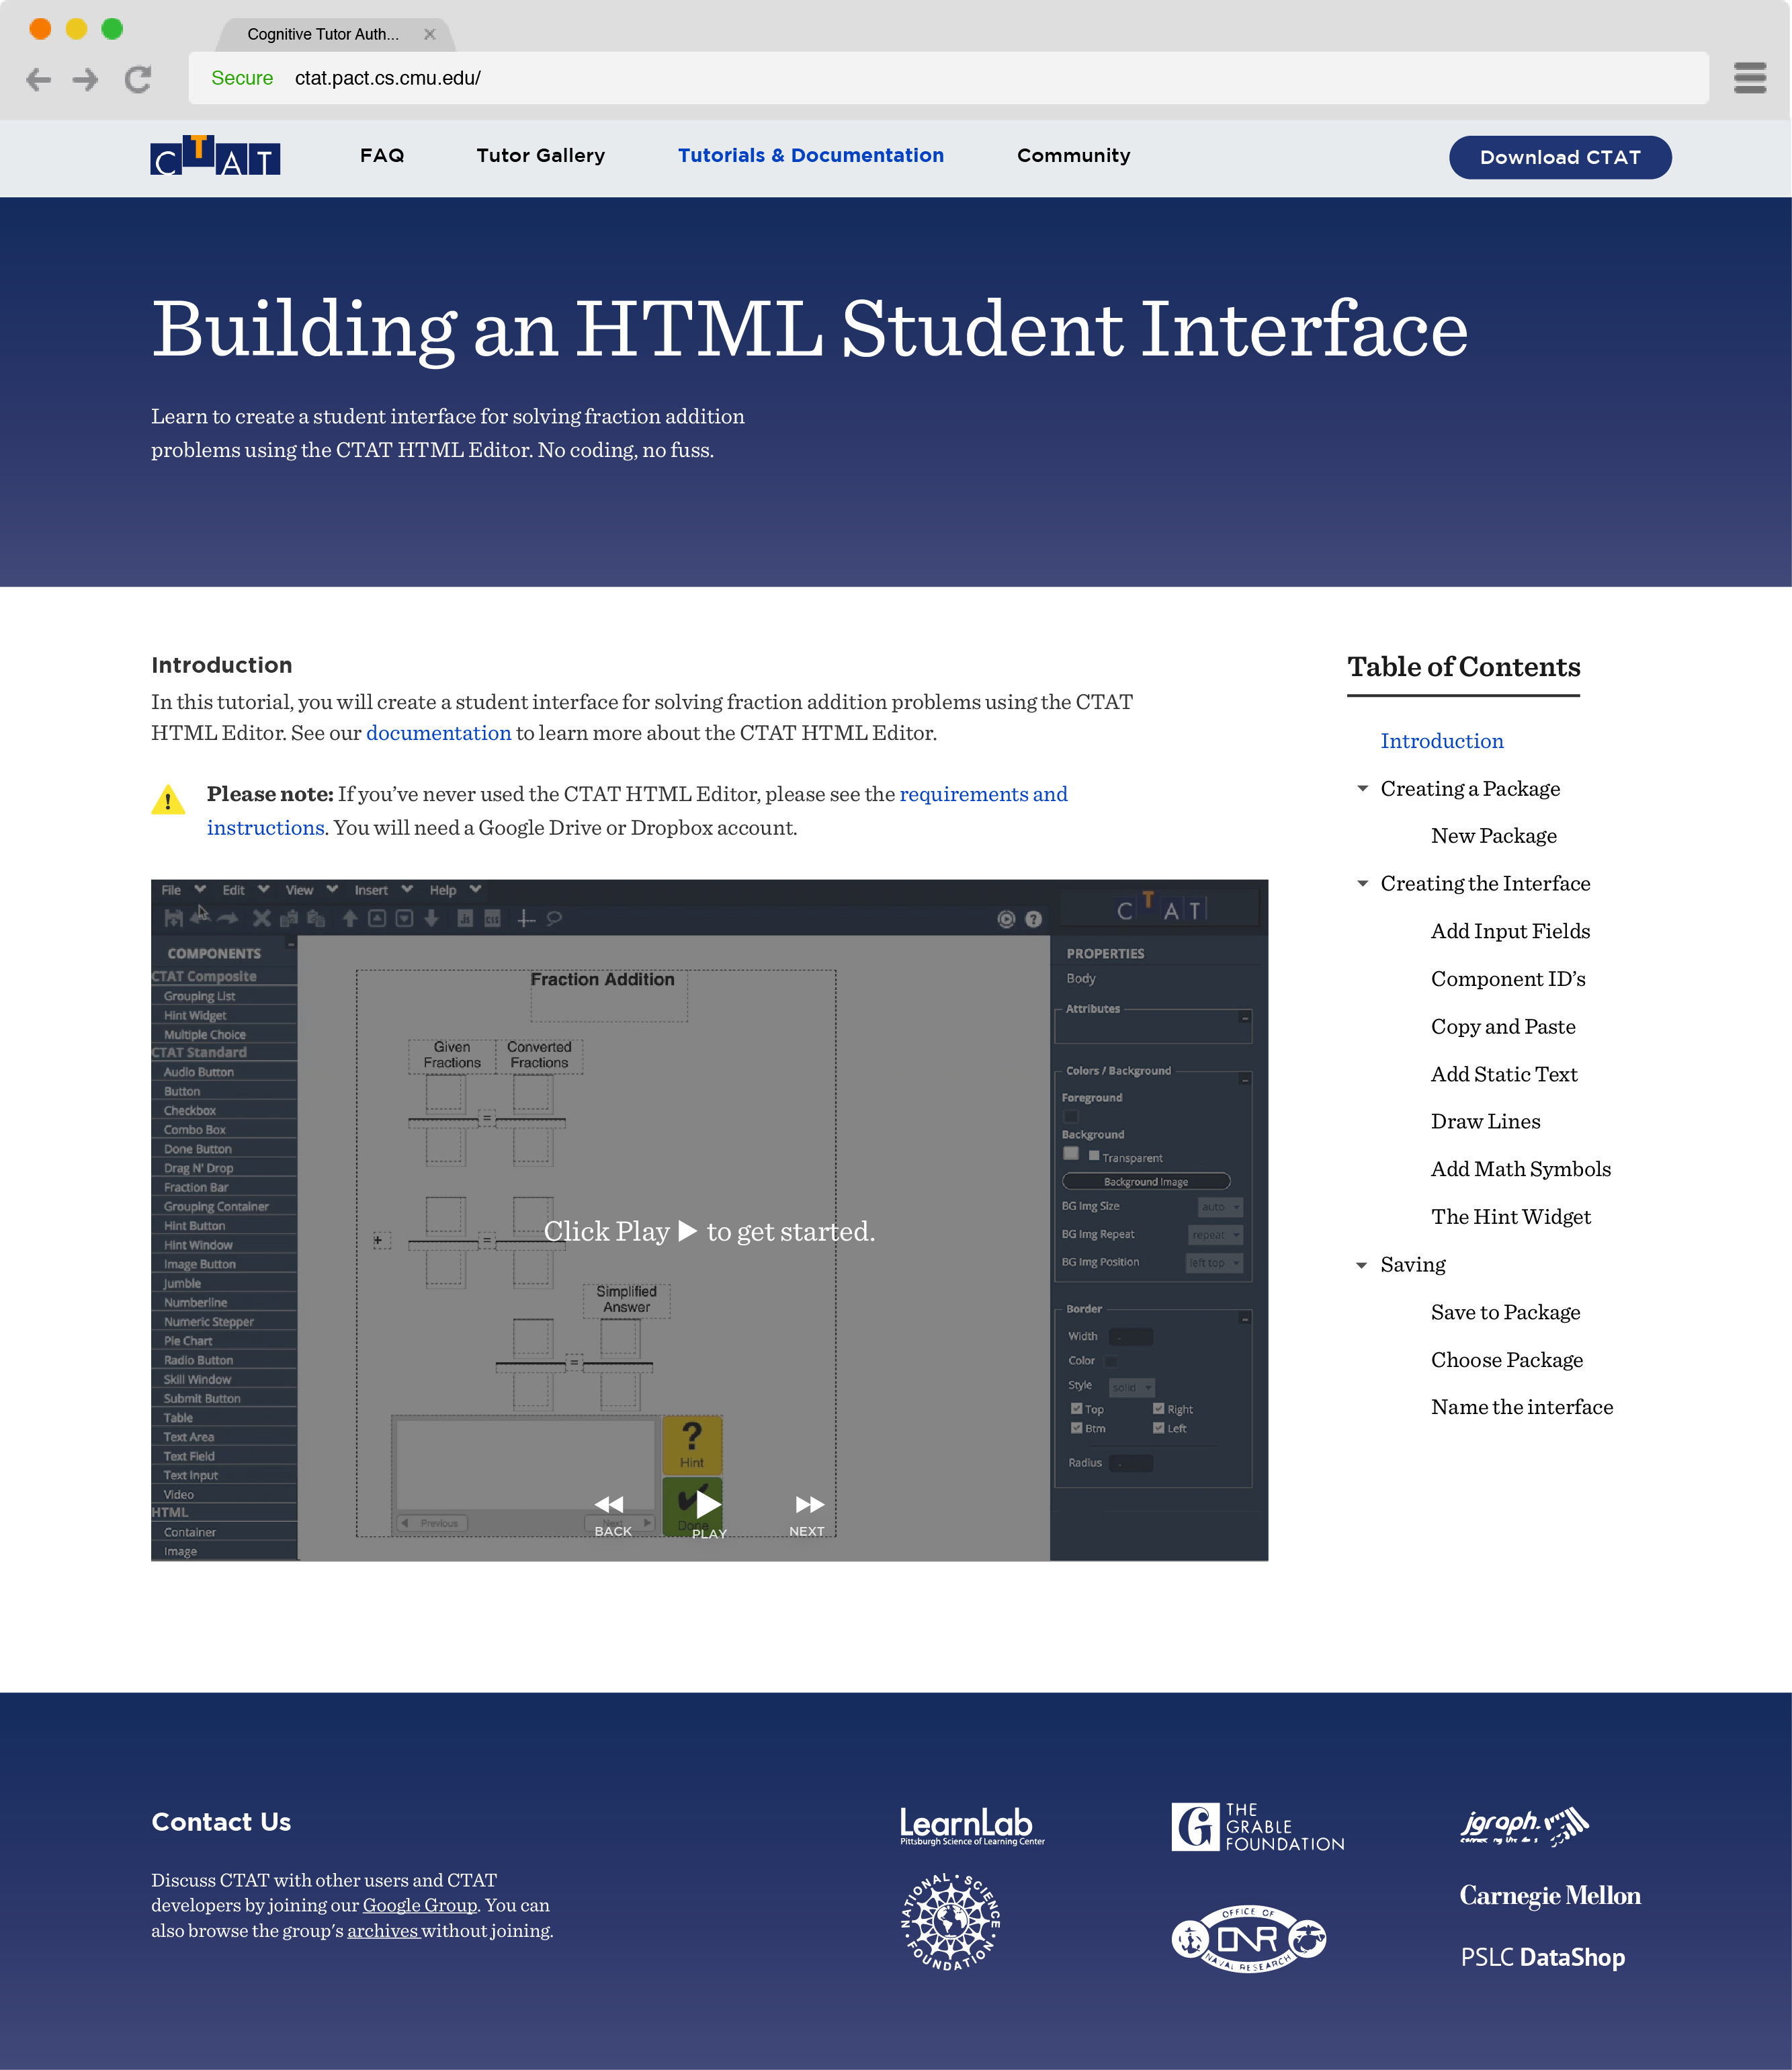 Cognitive Tutor Auth...
Secure ctat.pact.cs.cmu.edu/
CTAT
FAQ
Tutor Gallery
Tutorials & Documentation
Community
Download CTAT
Building an HTML Student Interface
Learn to create a student interface for solving fraction addition
problems using the CTAT HTML Editor. No coding, no fuss.
Introduction
In this tutorial, you will create a student interface for solving fraction addition problems using the CTAT
HTML Editor. See our documentation to learn more about the CTAT HTML Editor.
Please note: If you’ve never used the CTAT HTML Editor, please see the requirements and
instructions. You will need a Google Drive or Dropbox account.
File Edit View Insert Help
Js css
?
CTAT
COMPONENTS
CTAT Composite
Grouping List
Hint Widget
Multiple Choice
CTAT Standard
Audio Button
Button
Checkbox
Combo Box
Done Button
Drag N' Drop
Fraction Bar
Grouping Container
Hint Button
Hint Window
Image Button
Jumble
Numberline
Numeric Stepper
Pie Chart
Radio Button
Skill Window
Submit Button
Table
Text Area
Text Field
Text Input
Video
HTML
Container
Image
Fraction Addition
Given
Fractions
Converted
Fractions
=
+
=
Click Play ▶ to get started.
Simplified
Answer
=
?
Hint
Done
Previous
Next
BACK
PLAY
NEXT
PROPERTIES
Body
Attributes
Colors / Background
Foreground
Background
Transparent
Background Image
BG Img Size auto
BG Img Repeat repeat
BG Img Position left top
Border
Width
Color
Style solid
Top Right
Btm Left
Radius
Table of Contents
Introduction
Creating a Package
New Package
Creating the Interface
Add Input Fields
Component ID’s
Copy and Paste
Add Static Text
Draw Lines
Add Math Symbols
The Hint Widget
Saving
Save to Package
Choose Package
Name the interface
Contact Us
Discuss CTAT with other users and CTAT
developers by joining our Google Group. You can
also browse the group's archives without joining.
LearnLab
Pittsburgh Science of Learning Center
NATIONAL SCIENCE
FOUNDATION
G THE
GRABLE
FOUNDATION
OFFICE OF
ONR
NAVAL RESEARCH
jgraph
Carnegie Mellon
PSLC DataShop